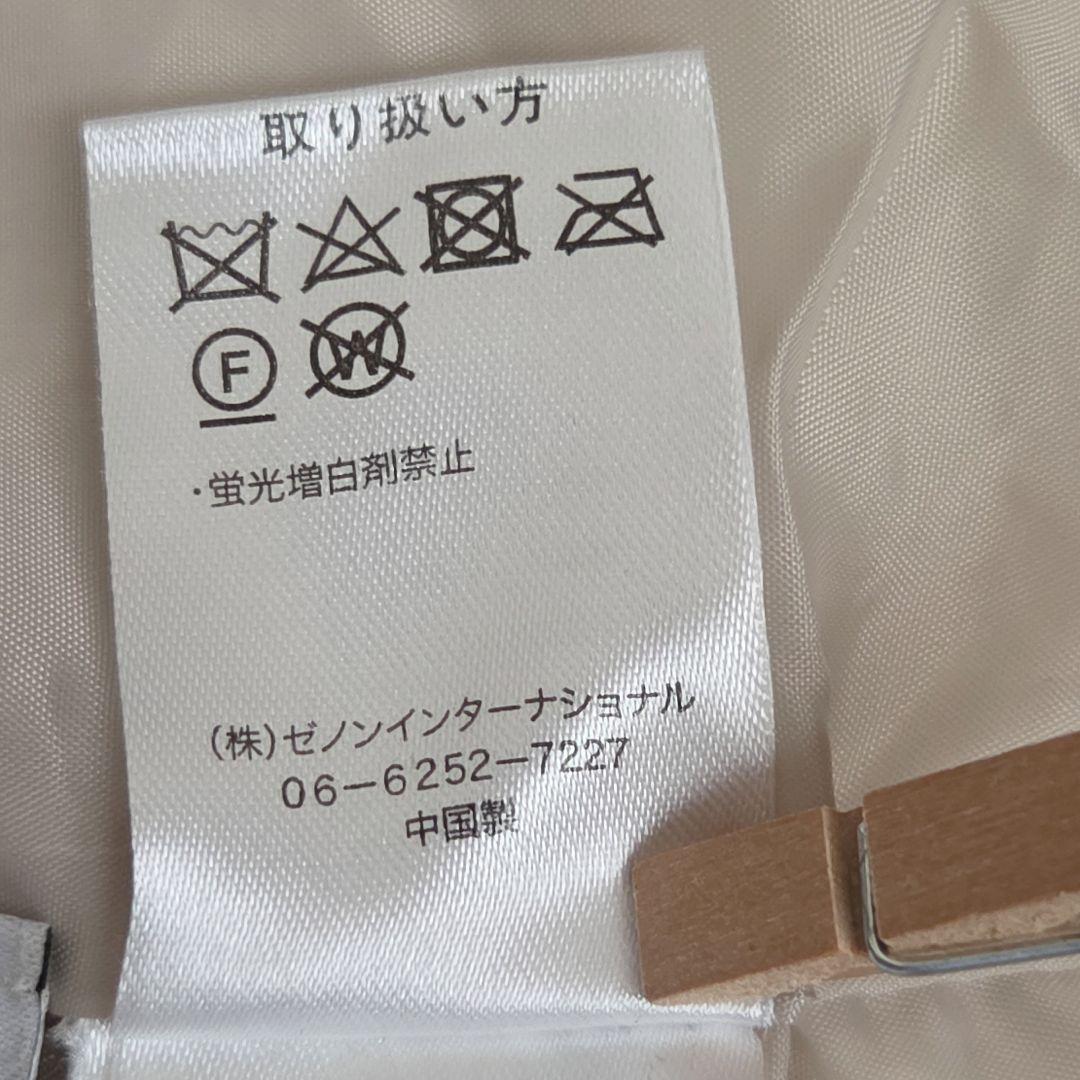 取り扱い方
F W
・蛍光増白剤禁止
(株)ゼノンインターナショナル
06-6252-7227
中国製